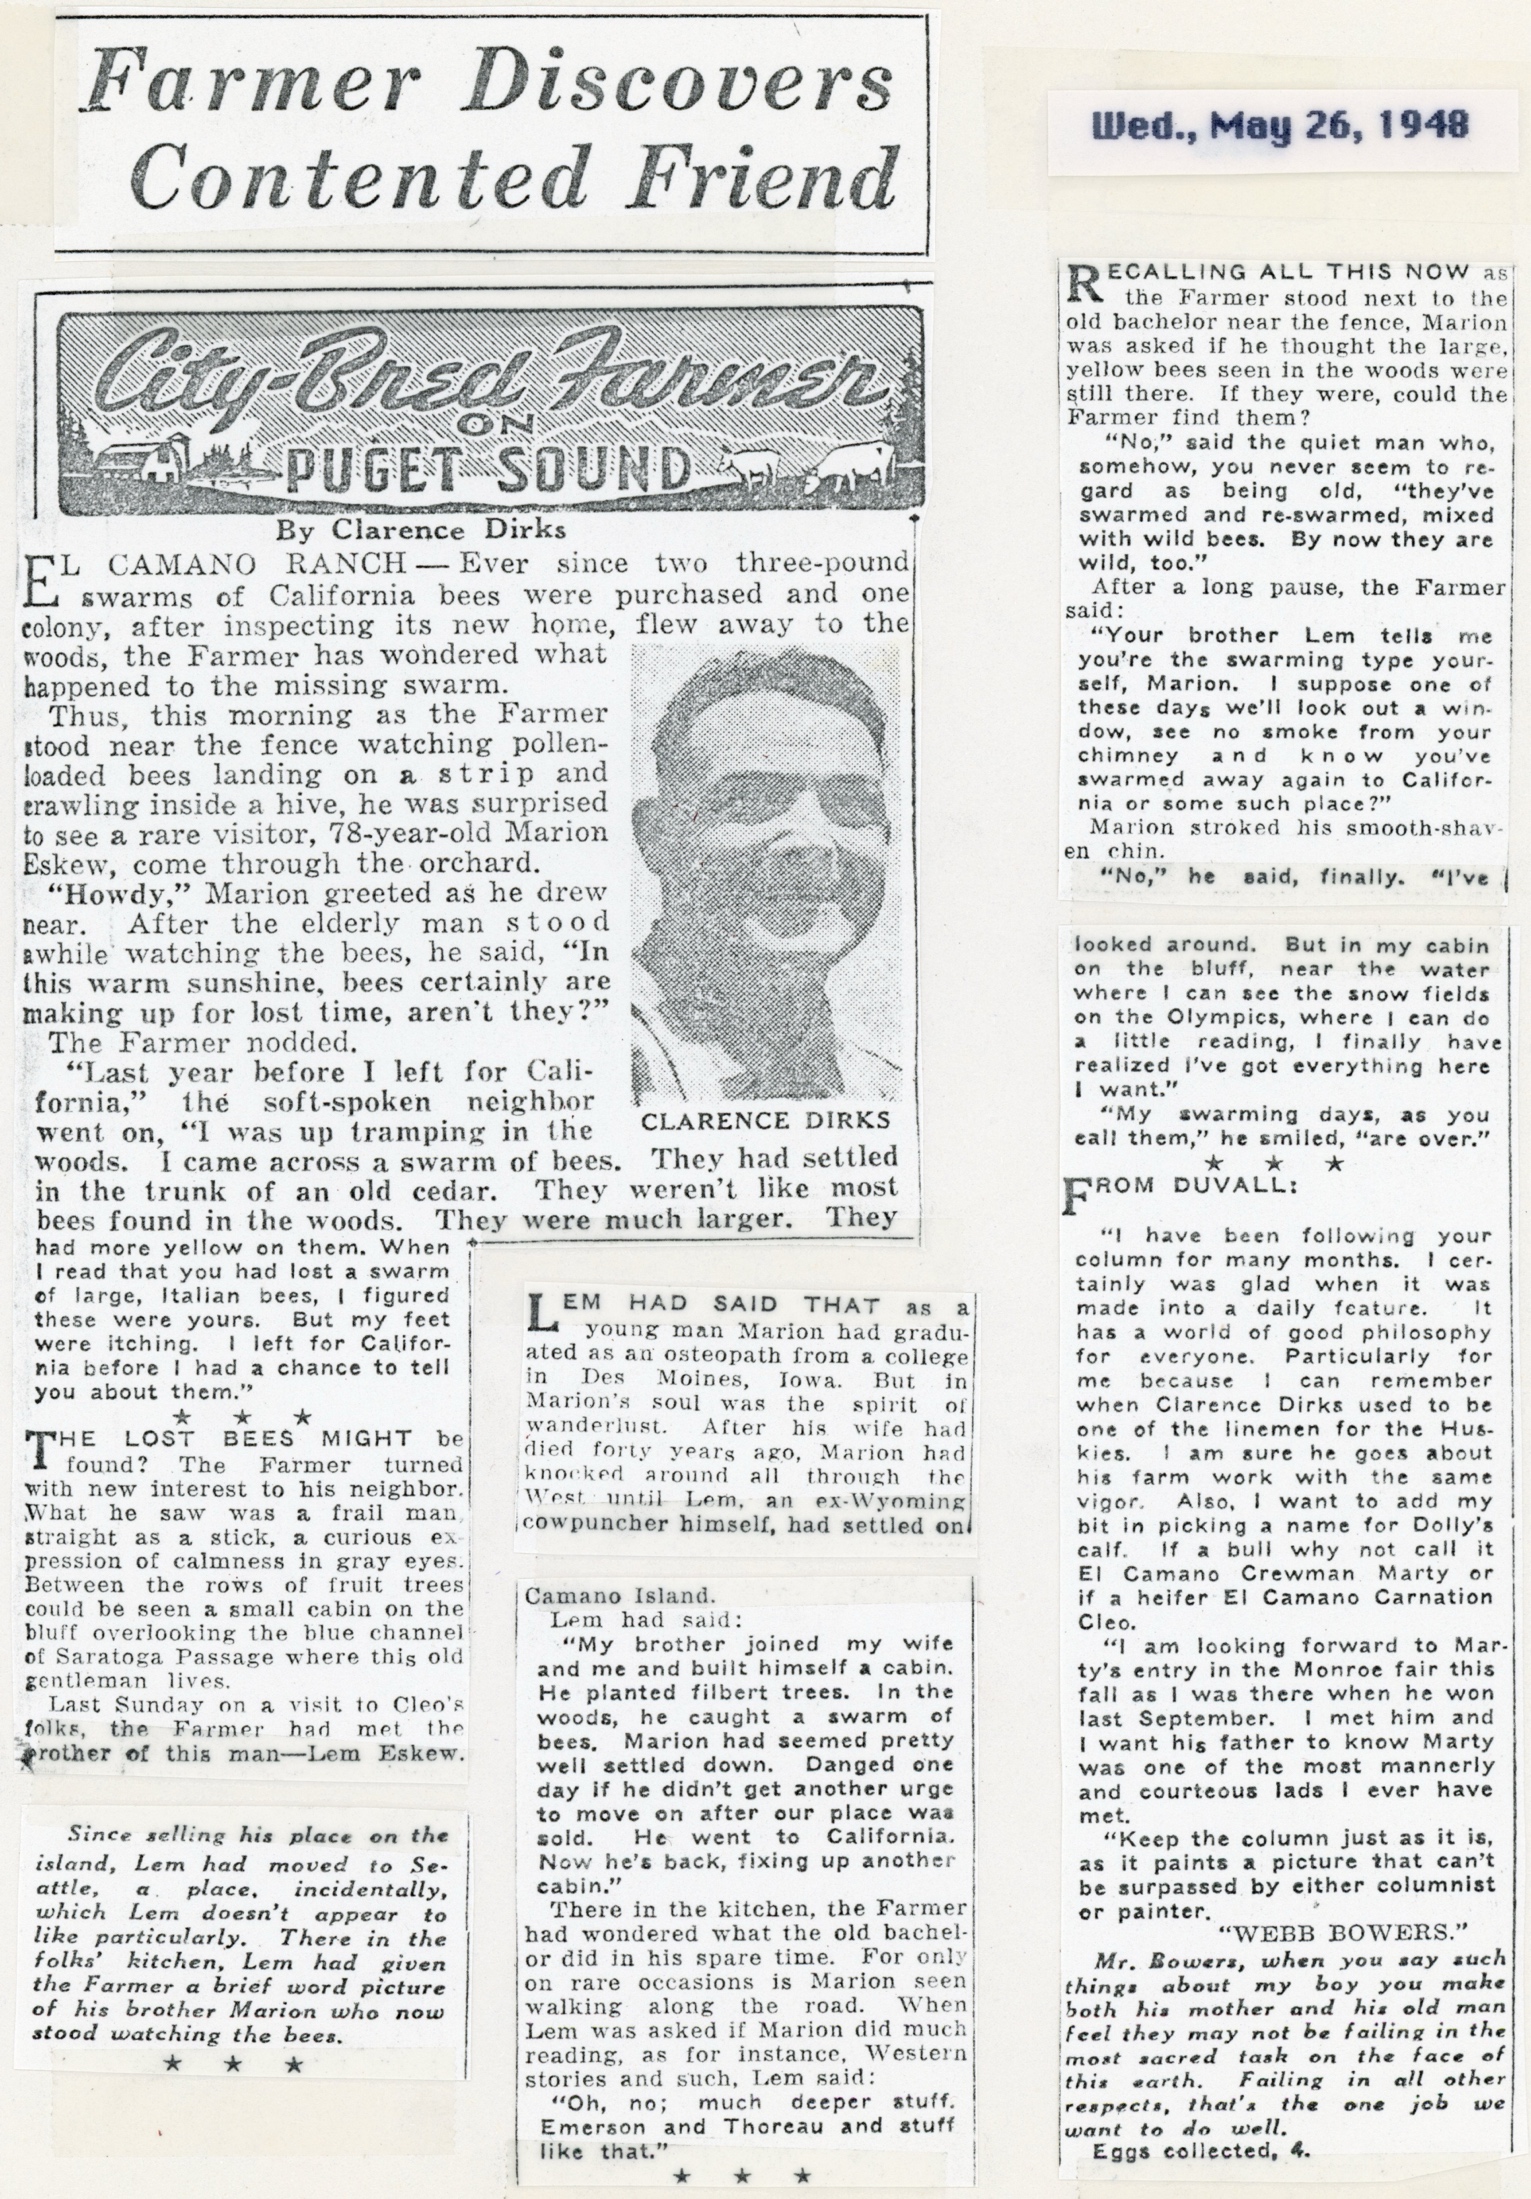 Farmer Discovers
Contented Friend
Wed., May 26, 1948
City-Bred Farmer
ON
PUGET SOUND
By Clarence Dirks
EL CAMANO RANCH — Ever since two three-pound
swarms of California bees were purchased and one
colony, after inspecting its new home, flew away to the
woods, the Farmer has wondered what
happened to the missing swarm.
Thus, this morning as the Farmer
stood near the fence watching pollen-
loaded bees landing on a strip and
crawling inside a hive, he was surprised
to see a rare visitor, 78-year-old Marion
Eskew, come through the orchard.
"Howdy," Marion greeted as he drew
near. After the elderly man stood
awhile watching the bees, he said, "In
this warm sunshine, bees certainly are
making up for lost time, aren't they?"
The Farmer nodded.
"Last year before I left for Cali-
fornia," the soft-spoken neighbor
went on, "I was up tramping in the
CLARENCE DIRKS
woods. I came across a swarm of bees. They had settled
in the trunk of an old cedar. They weren't like most
bees found in the woods. They were much larger. They
had more yellow on them. When
I read that you had lost a swarm
of large, Italian bees, I figured
these were yours. But my feet
were itching. I left for Califor-
nia before I had a chance to tell
you about them."
★ ★ ★
THE LOST BEES MIGHT be
found? The Farmer turned
with new interest to his neighbor.
What he saw was a frail man,
straight as a stick, a curious ex-
pression of calmness in gray eyes.
Between the rows of fruit trees
could be seen a small cabin on the
bluff overlooking the blue channel
of Saratoga Passage where this old
gentleman lives.
Last Sunday on a visit to Cleo's
folks, the Farmer had met the
brother of this man—Lem Eskew.
Since selling his place on the
island, Lem had moved to Se-
attle, a place, incidentally,
which Lem doesn't appear to
like particularly. There in the
folks' kitchen, Lem had given
the Farmer a brief word picture
of his brother Marion who now
stood watching the bees.
★ ★ ★
LEM HAD SAID THAT as a
young man Marion had gradu-
ated as an osteopath from a college
in Des Moines, Iowa. But in
Marion's soul was the spirit of
wanderlust. After his wife had
died forty years ago, Marion had
knocked around all through the
West until Lem, an ex-Wyoming
cowpuncher himself, had settled on
Camano Island.
Lem had said:
"My brother joined my wife
and me and built himself a cabin.
He planted filbert trees. In the
woods, he caught a swarm of
bees. Marion had seemed pretty
well settled down. Danged one
day if he didn't get another urge
to move on after our place was
sold. He went to California.
Now he's back, fixing up another
cabin."
There in the kitchen, the Farmer
had wondered what the old bachel-
or did in his spare time. For only
on rare occasions is Marion seen
walking along the road. When
Lem was asked if Marion did much
reading, as for instance, Western
stories and such, Lem said:
"Oh, no; much deeper stuff.
Emerson and Thoreau and stuff
like that."
★ ★ ★
RECALLING ALL THIS NOW as
the Farmer stood next to the
old bachelor near the fence, Marion
was asked if he thought the large,
yellow bees seen in the woods were
still there. If they were, could the
Farmer find them?
"No," said the quiet man who,
somehow, you never seem to re-
gard as being old, "they've
swarmed and re-swarmed, mixed
with wild bees. By now they are
wild, too."
After a long pause, the Farmer
said:
"Your brother Lem tells me
you're the swarming type your-
self, Marion. I suppose one of
these days we'll look out a win-
dow, see no smoke from your
chimney and know you've
swarmed away again to Califor-
nia or some such place?"
Marion stroked his smooth-shav-
en chin.
"No," he said, finally. "I've
looked around. But in my cabin
on the bluff, near the water
where I can see the snow fields
on the Olympics, where I can do
a little reading, I finally have
realized I've got everything here
I want."
"My swarming days, as you
call them," he smiled, "are over."
★ ★ ★
FROM DUVALL:
"I have been following your
column for many months. I cer-
tainly was glad when it was
made into a daily feature. It
has a world of good philosophy
for everyone. Particularly for
me because I can remember
when Clarence Dirks used to be
one of the linemen for the Hus-
kies. I am sure he goes about
his farm work with the same
vigor. Also, I want to add my
bit in picking a name for Dolly's
calf. If a bull why not call it
El Camano Crewman Marty or
if a heifer El Camano Carnation
Cleo.
"I am looking forward to Mar-
ty's entry in the Monroe fair this
fall as I was there when he won
last September. I met him and
I want his father to know Marty
was one of the most mannerly
and courteous lads I ever have
met.
"Keep the column just as it is,
as it paints a picture that can't
be surpassed by either columnist
or painter.
"WEBB BOWERS."
Mr. Bowers, when you say such
things about my boy you make
both his mother and his old man
feel they may not be failing in the
most sacred task on the face of
this earth. Failing in all other
respects, that's the one job we
want to do well.
Eggs collected, 4.